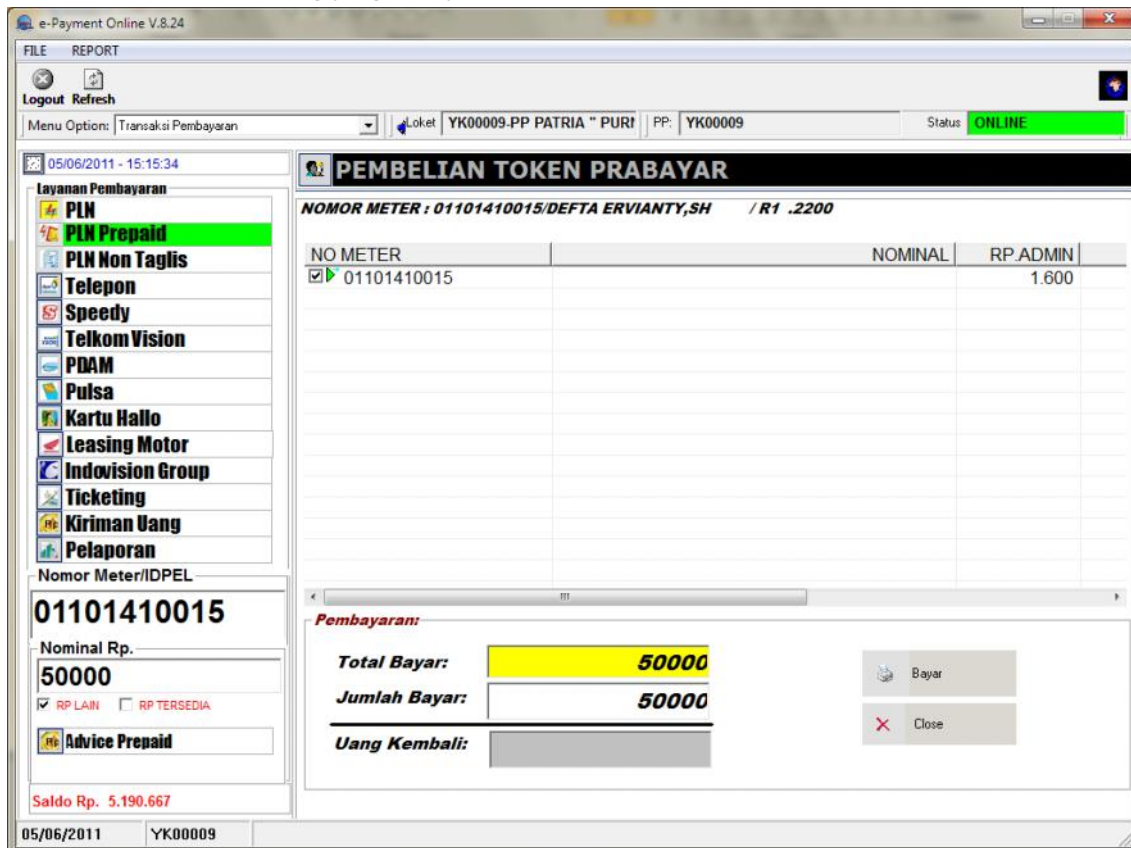 e-Payment Online V.8.24
FILE REPORT
Logout Refresh
Menu Option: Transaksi Pembayaran Loket YK00009-PP PATRIA " PURN PP: YK00009 Status ONLINE
05/06/2011 - 15:15:34
Layanan Pembayaran
PLN
PLN Prepaid
PLN Non Taglis
Telepon
Speedy
Telkom Vision
PDAM
Pulsa
Kartu Hallo
Leasing Motor
Indovision Group
Ticketing
Kiriman Uang
Pelaporan
Nomor Meter/IDPEL
01101410015
Nominal Rp.
50000
RP LAIN RP TERSEDIA
Advice Prepaid
Saldo Rp. 5.190.667
PEMBELIAN TOKEN PRABAYAR
NOMOR METER : 01101410015/DEFTA ERVIANTY,SH / R1 .2200
NO METER NOMINAL RP.ADMIN
01101410015 1.600
Pembayaran:
Total Bayar: 50000
Jumlah Bayar: 50000
Uang Kembali:
Bayar
Close
05/06/2011 YK00009